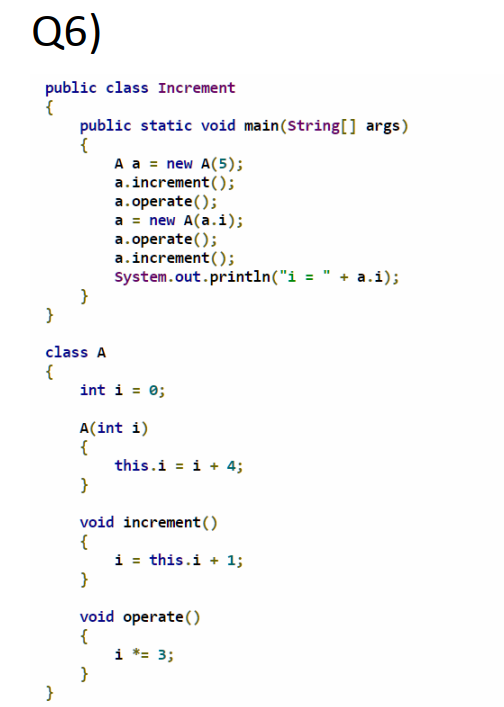 Q6)
public class Increment
{
    public static void main(String[] args)
    {
        A a = new A(5);
        a.increment();
        a.operate();
        a = new A(a.i);
        a.operate();
        a.increment();
        System.out.println("i = " + a.i);
    }
}
class A
{
    int i = 0;
    A(int i)
    {
        this.i = i + 4;
    }
    void increment()
    {
        i = this.i + 1;
    }
    void operate()
    {
        i *= 3;
    }
}